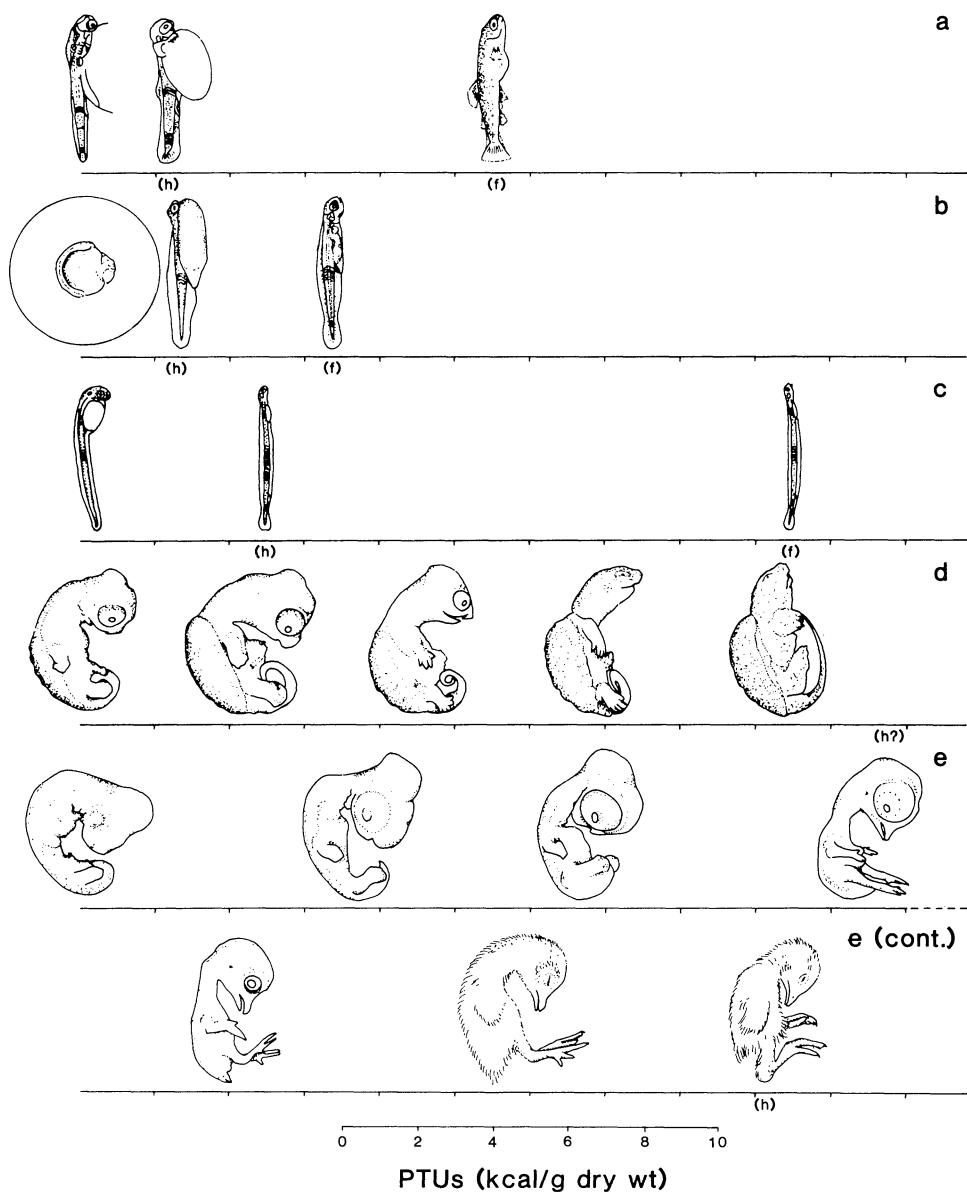 a
(h) (f)
b
(h) (f)
c
(h) (f)
d
(h?)
e
e (cont.)
(h)
0 2 4 6 8 10
PTUs (kcal/g dry wt)